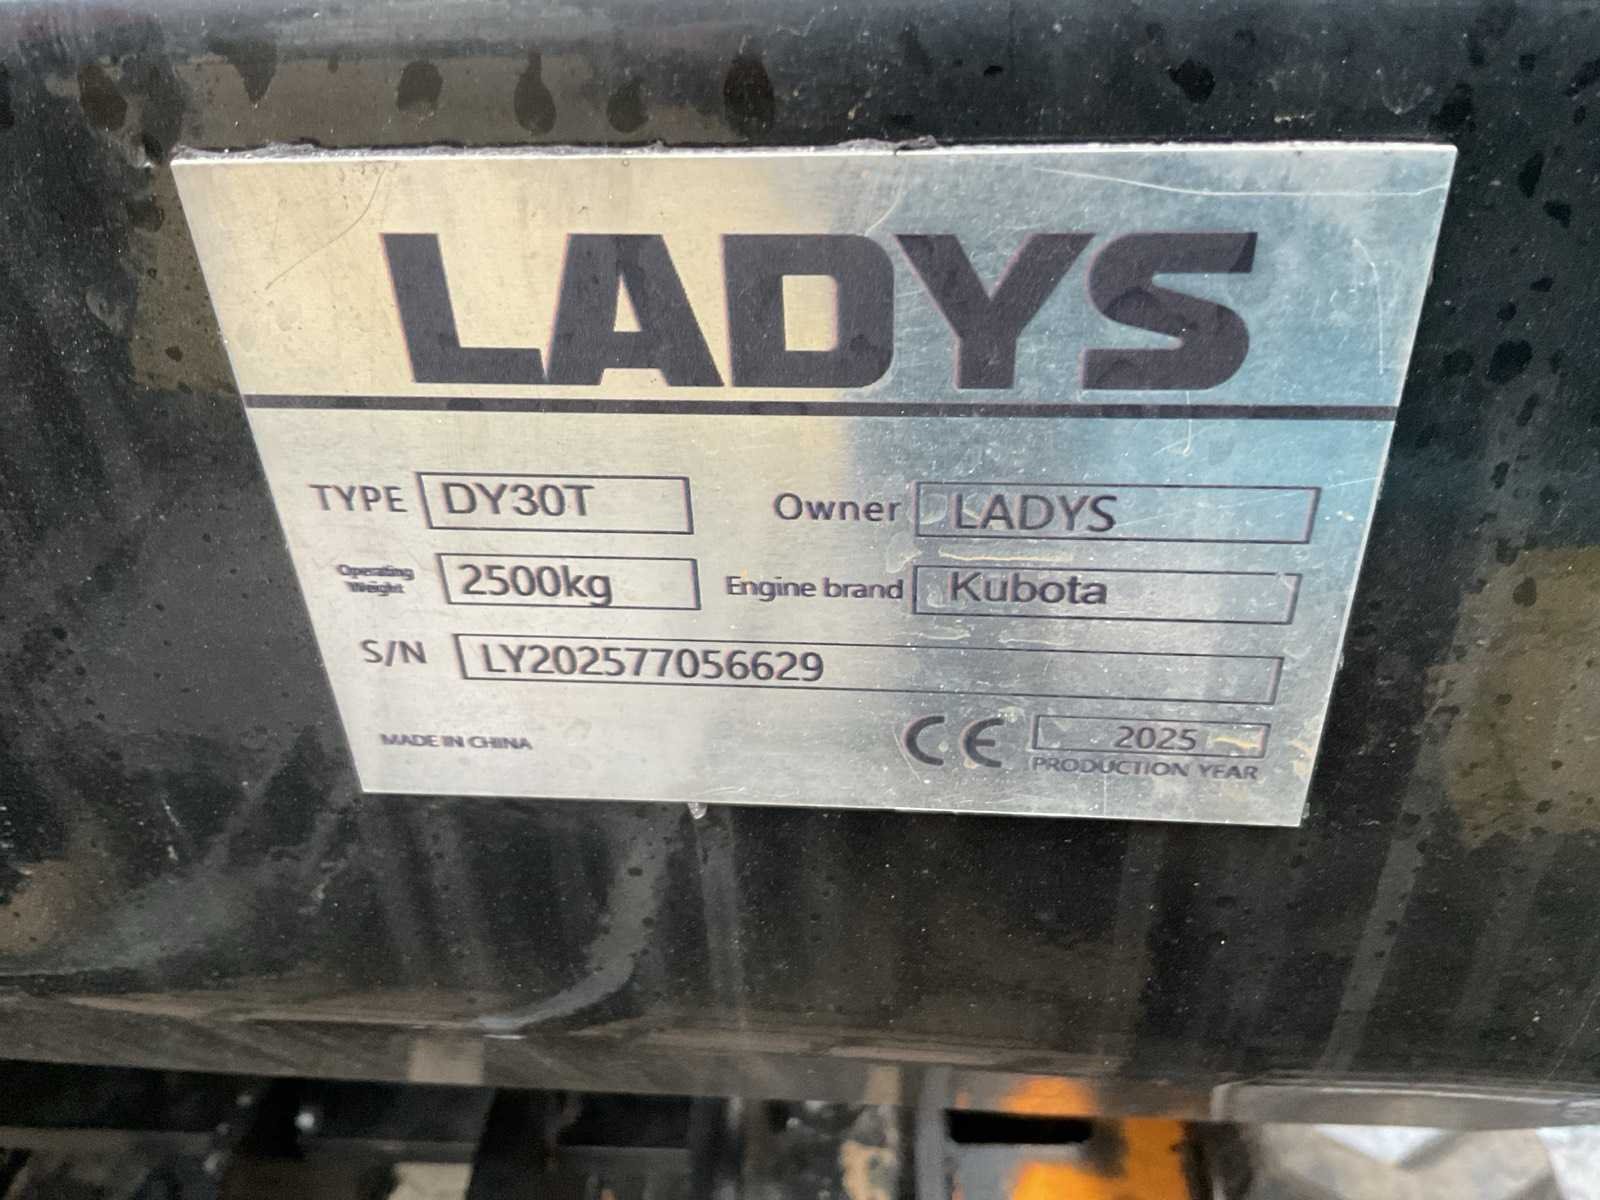 LADYS
TYPE DY30T Owner LADYS
Operating
Weight 2500kg Engine brand Kubota
S/N LY202577056629
MADE IN CHINA CE 2025
PRODUCTION YEAR